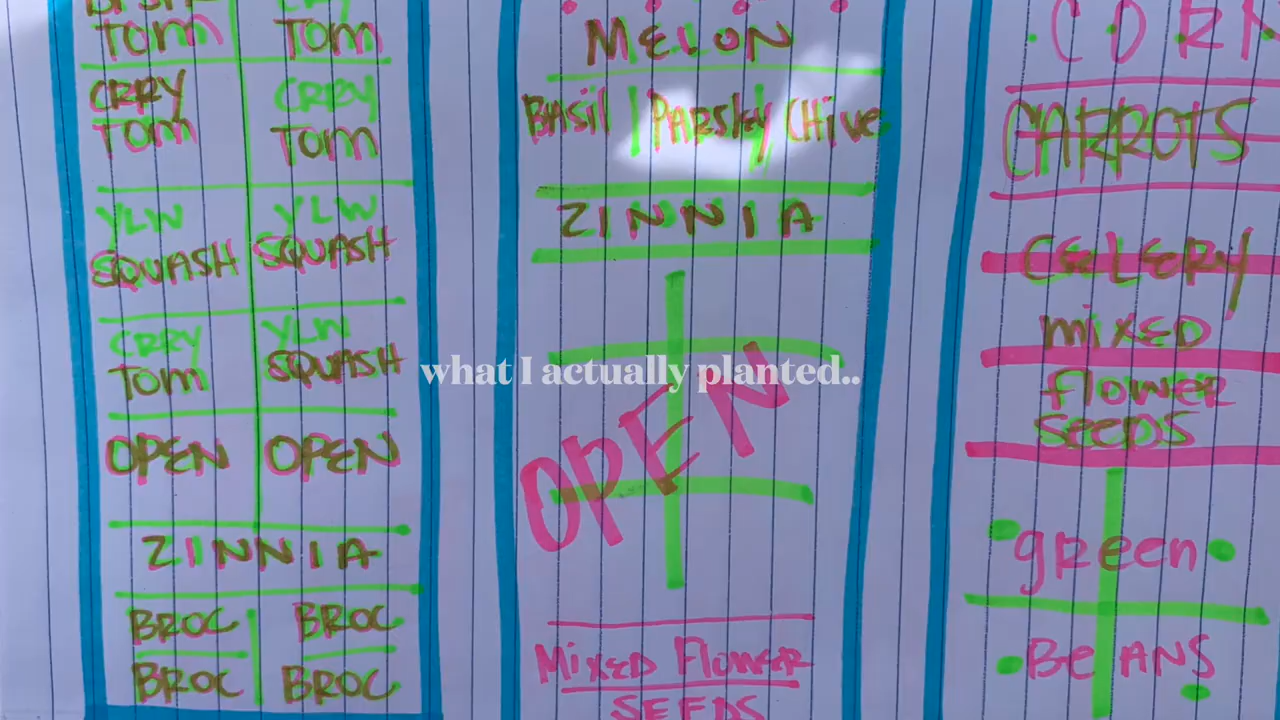 TOM TOM
CRRY CRRY
TOM TOM
YLW YLW
SQUASH SQUASH
CRRY YLW
TOM SQUASH
OPEN OPEN
ZINNIA
BROC BROC
BROC BROC
MELON
BASIL | PARSLEY CHIVE
ZINNIA
OPEN
MIXED FLOWER
SEEDS
CORN
CARROTS
CELERY
MIXED
FLOWER
SEEDS
green
BEANS
what I actually planted..